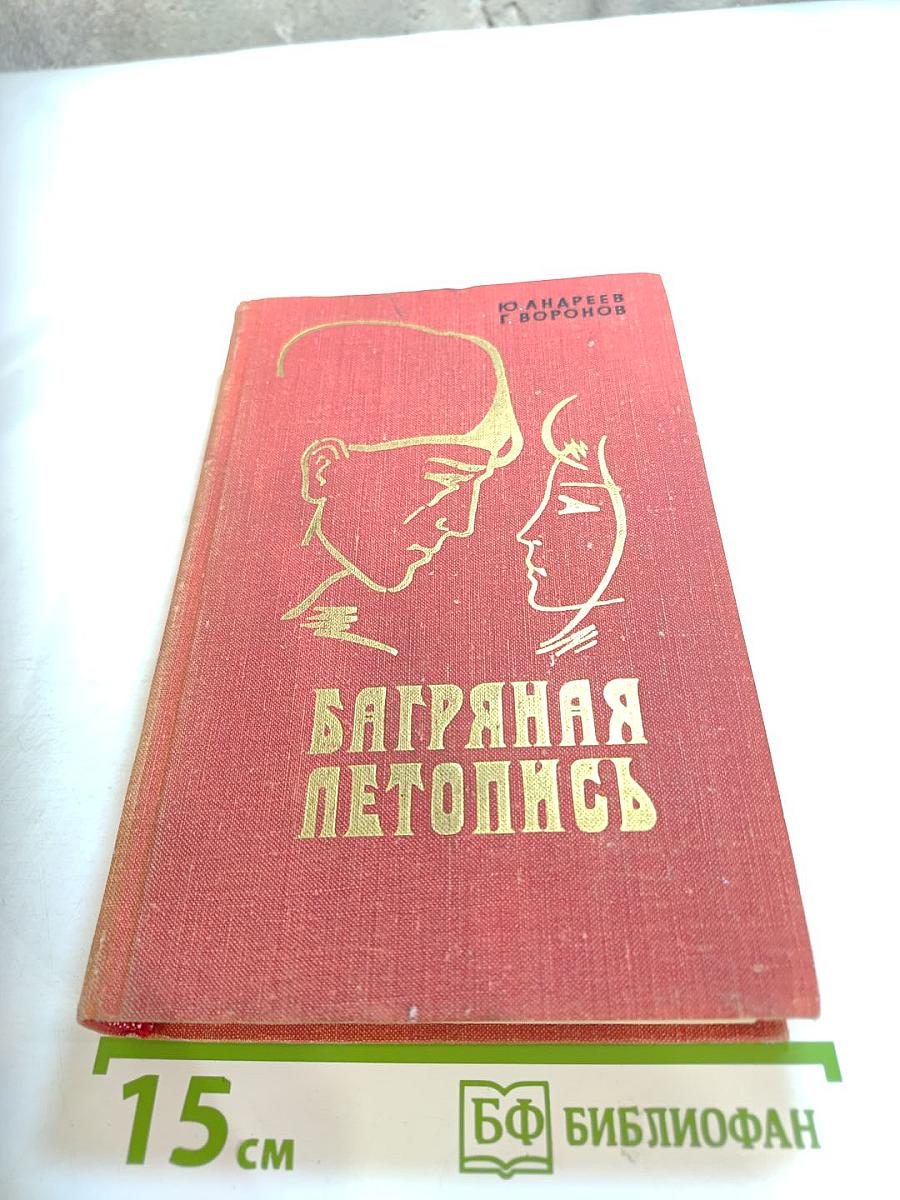 Ю. АНДРЕЕВ
Г. ВОРОНОВ
БАГРЯНАЯ
ЛЕТОПИСЬ
15 см
БФ БИБЛИОФАН